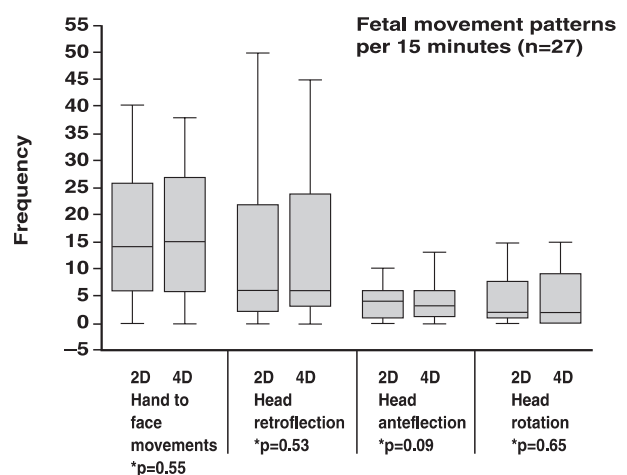 Fetal movement patterns
per 15 minutes (n=27)
Frequency
55
50
45
40
35
30
25
20
15
10
5
0
–5
2D 4D 2D 4D 2D 4D 2D 4D
Hand to
face
movements
*p=0.55
Head
retroflection
*p=0.53
Head
anteflection
*p=0.09
Head
rotation
*p=0.65